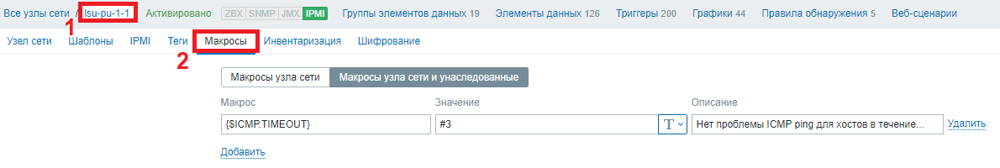 Все узлы сети / lsu-pu-1-1 Активировано ZBX SNMP JMX IPMI Группы элементов данных 19 Элементы данных 126 Триггеры 200 Графики 44 Правила обнаружения 5 Веб-сценарии
1
Узел сети Шаблоны IPMI Теги Макросы Инвентаризация Шифрование
2
Макросы узла сети Макросы узла сети и унаследованные
Макрос Значение Описание
{$ICMP.TIMEOUT} #3 T Нет проблемы ICMP ping для хостов в течение... Удалить
Добавить